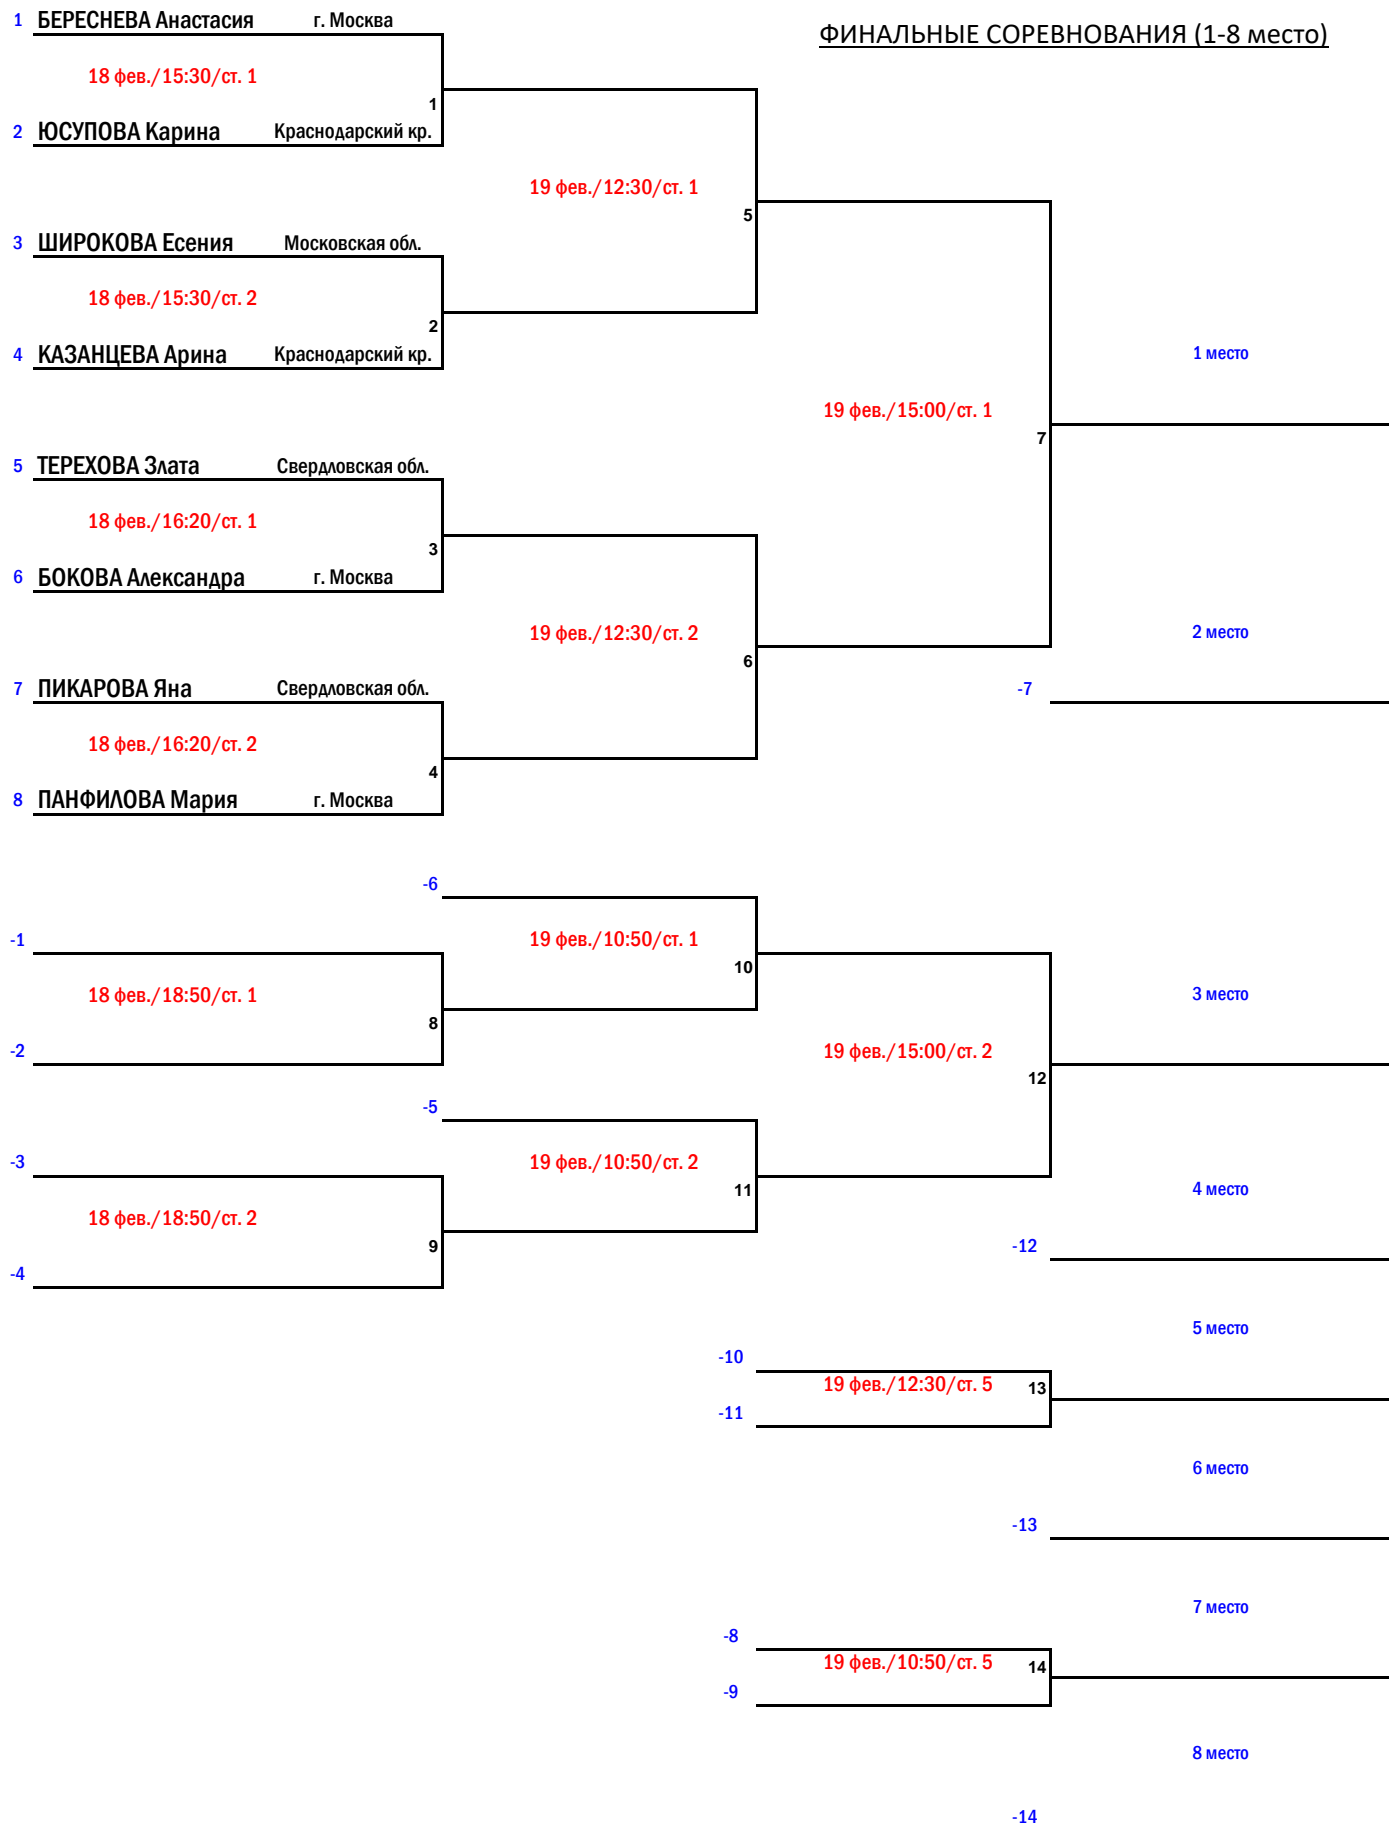 ФИНАЛЬНЫЕ СОРЕВНОВАНИЯ (1-8 место)
1 БЕРЕСНЕВА Анастасия г. Москва
18 фев./15:30/ст. 1
1
2 ЮСУПОВА Карина Краснодарский кр.
19 фев./12:30/ст. 1
5
3 ШИРОКОВА Есения Московская обл.
18 фев./15:30/ст. 2
2
4 КАЗАНЦЕВА Арина Краснодарский кр.
1 место
19 фев./15:00/ст. 1
7
5 ТЕРЕХОВА Злата Свердловская обл.
18 фев./16:20/ст. 1
3
6 БОКОВА Александра г. Москва
19 фев./12:30/ст. 2
2 место
6
7 ПИКАРОВА Яна Свердловская обл.
-7
18 фев./16:20/ст. 2
4
8 ПАНФИЛОВА Мария г. Москва
-6
-1
19 фев./10:50/ст. 1
10
18 фев./18:50/ст. 1
3 место
8
-2
19 фев./15:00/ст. 2
12
-5
-3
19 фев./10:50/ст. 2
11
4 место
18 фев./18:50/ст. 2
9
-12
-4
5 место
-10
19 фев./12:30/ст. 5
13
-11
6 место
-13
7 место
-8
19 фев./10:50/ст. 5
14
-9
8 место
-14